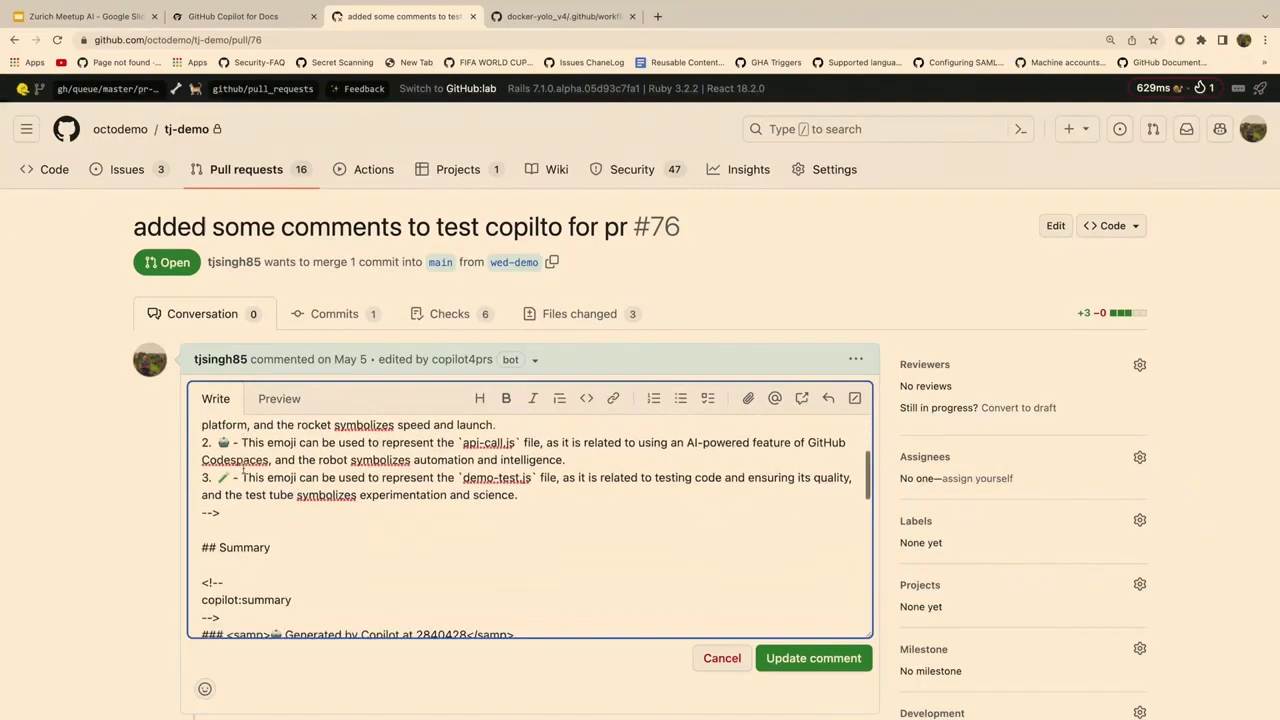 Zurich Meetup AI - Google Slid
GitHub Copilot for Docs
added some comments to test
docker-yolo_v4/.github/workfl
github.com/octodemo/tj-demo/pull/76
Apps
Page not found ·...
Apps
Security-FAQ
Secret Scanning
New Tab
FIFA WORLD CUP...
Issues ChaneLog
Reusable Content...
GHA Triggers
Supported langua...
Configuring SAML...
Machine accounts...
GitHub Document...
gh/queue/master/pr-...
github/pull_requests
Feedback
Switch to GitHub:lab
Rails 7.1.0.alpha.05d93c7fa1 | Ruby 3.2.2 | React 18.2.0
629ms
1
octodemo / tj-demo
Type / to search
Code
Issues 3
Pull requests 16
Actions
Projects 1
Wiki
Security 47
Insights
Settings
added some comments to test copilto for pr #76
Edit
Code
Open
tjsingh85 wants to merge 1 commit into main from wed-demo
Conversation 0
Commits 1
Checks 6
Files changed 3
+3 −0
tjsingh85 commented on May 5 • edited by copilot4prs bot
Write
Preview
platform, and the rocket symbolizes speed and launch.
2. 🤖 - This emoji can be used to represent the `api-call.js` file, as it is related to using an AI-powered feature of GitHub
Codespaces, and the robot symbolizes automation and intelligence.
3. 🧪 - This emoji can be used to represent the `demo-test.js` file, as it is related to testing code and ensuring its quality,
and the test tube symbolizes experimentation and science.
-->
## Summary
<!--
copilot:summary
-->
### <samp>🤖 Generated by Copilot at 2840428</samp>
Cancel
Update comment
Reviewers
No reviews
Still in progress? Convert to draft
Assignees
No one—assign yourself
Labels
None yet
Projects
None yet
Milestone
No milestone
Development